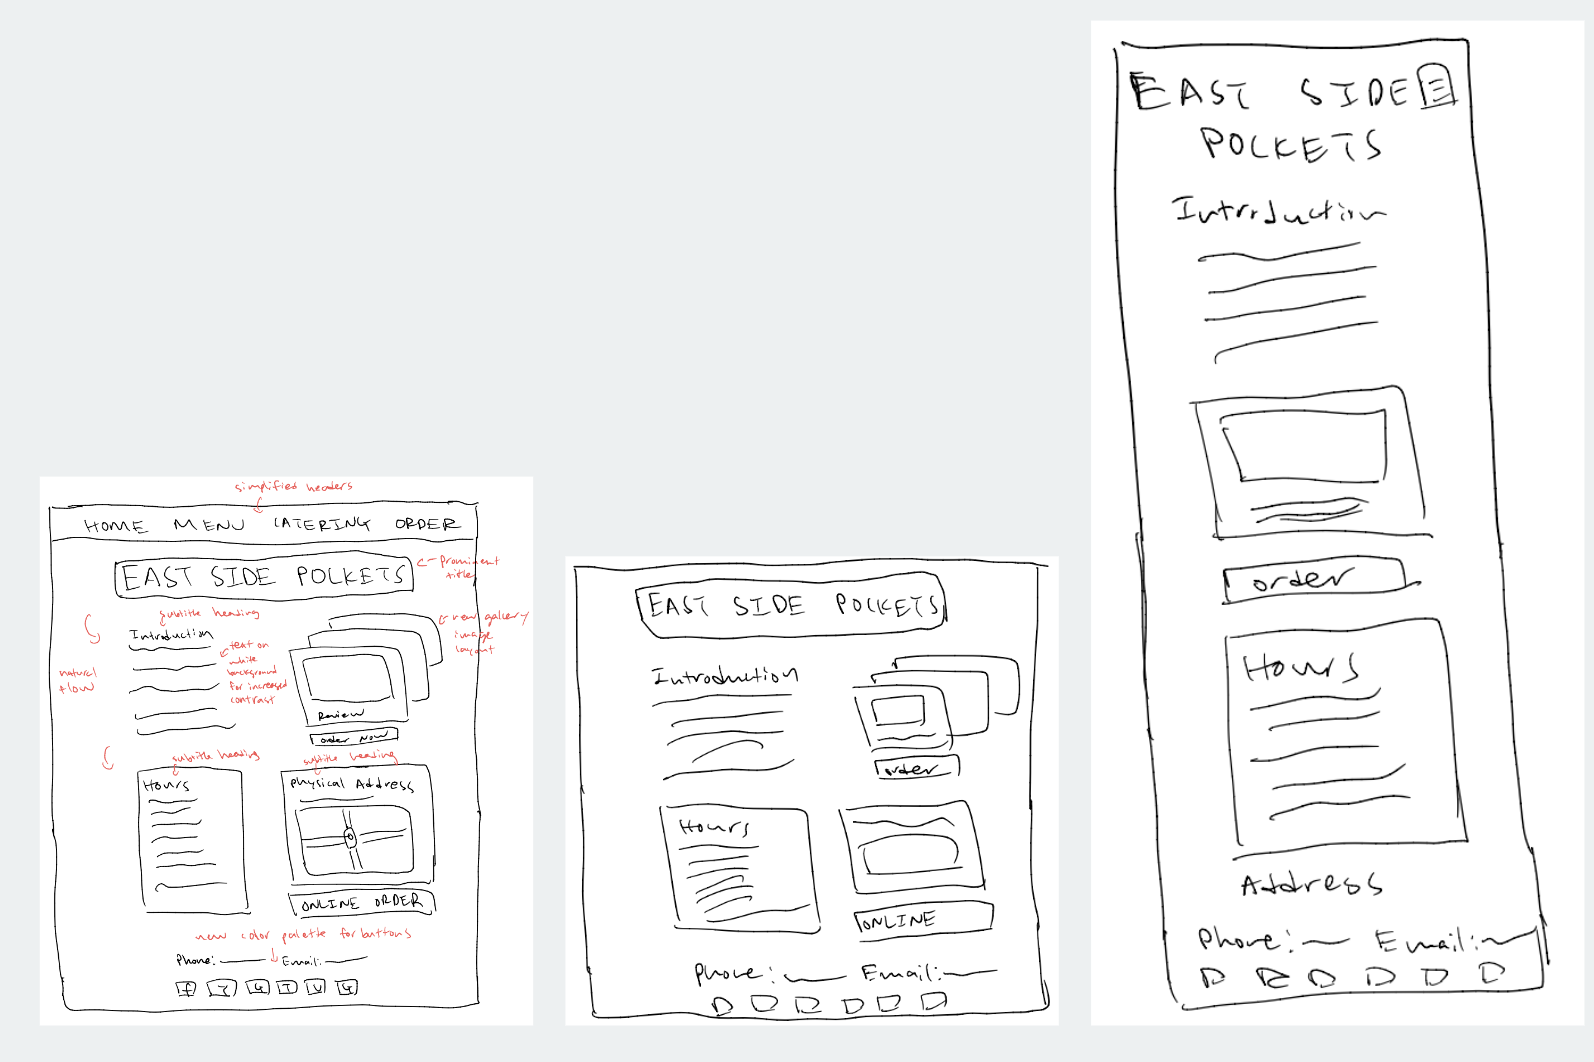 simplified headers
HOME MENU CATERING ORDER
EAST SIDE POCKETS
prominent
title
subtitle heading
Introduction
new gallery
image
layout
text on
white
background
for increased
contrast
natural
flow
Review
order now
subtitle heading
subtitle heading
Hours
Physical Address
ONLINE ORDER
new color palette for buttons
Phone: Email:
EAST SIDE POCKETS
Introduction
order
Hours
ONLINE
Phone: Email:
EAST SIDE
POCKETS
Introduction
order
Hours
Address
Phone: Email: